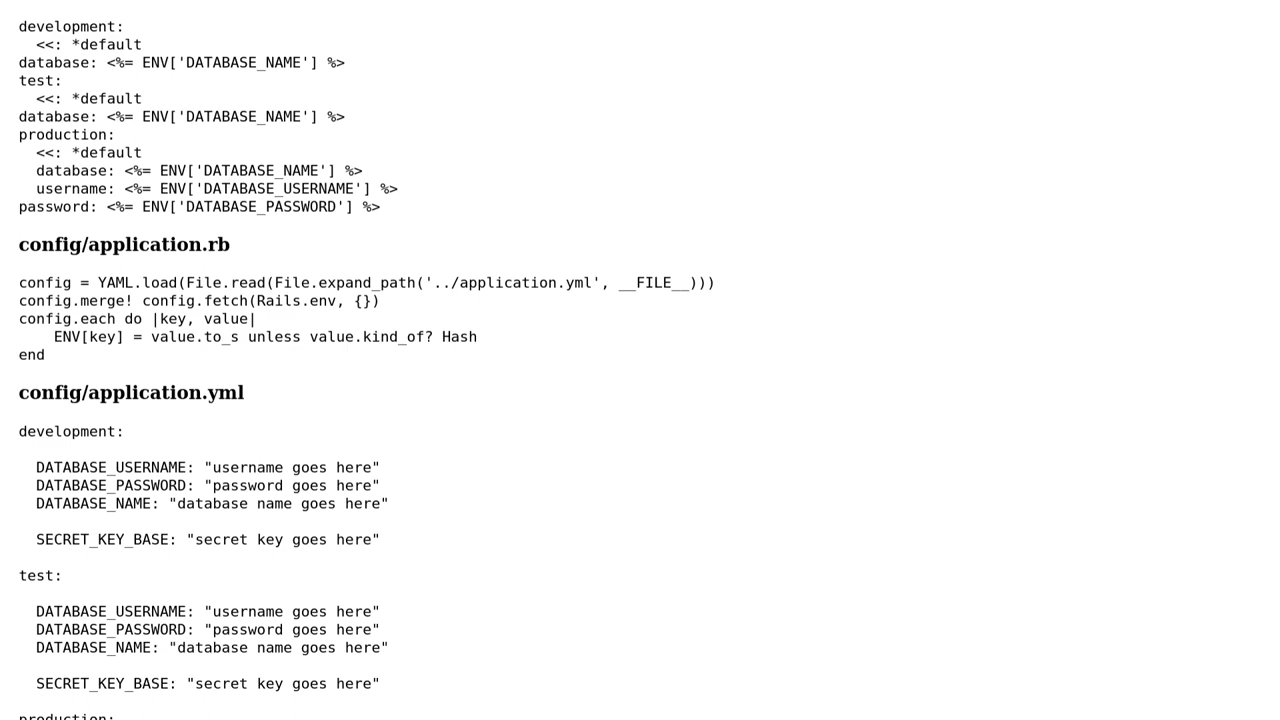 development:
  <<: *default
database: <%= ENV['DATABASE_NAME'] %>
test:
  <<: *default
database: <%= ENV['DATABASE_NAME'] %>
production:
  <<: *default
  database: <%= ENV['DATABASE_NAME'] %>
  username: <%= ENV['DATABASE_USERNAME'] %>
password: <%= ENV['DATABASE_PASSWORD'] %>
config/application.rb
config = YAML.load(File.read(File.expand_path('../application.yml', __FILE__)))
config.merge! config.fetch(Rails.env, {})
config.each do |key, value|
    ENV[key] = value.to_s unless value.kind_of? Hash
end
config/application.yml
development:
  DATABASE_USERNAME: "username goes here"
  DATABASE_PASSWORD: "password goes here"
  DATABASE_NAME: "database name goes here"
  SECRET_KEY_BASE: "secret key goes here"
test:
  DATABASE_USERNAME: "username goes here"
  DATABASE_PASSWORD: "password goes here"
  DATABASE_NAME: "database name goes here"
  SECRET_KEY_BASE: "secret key goes here"
production: